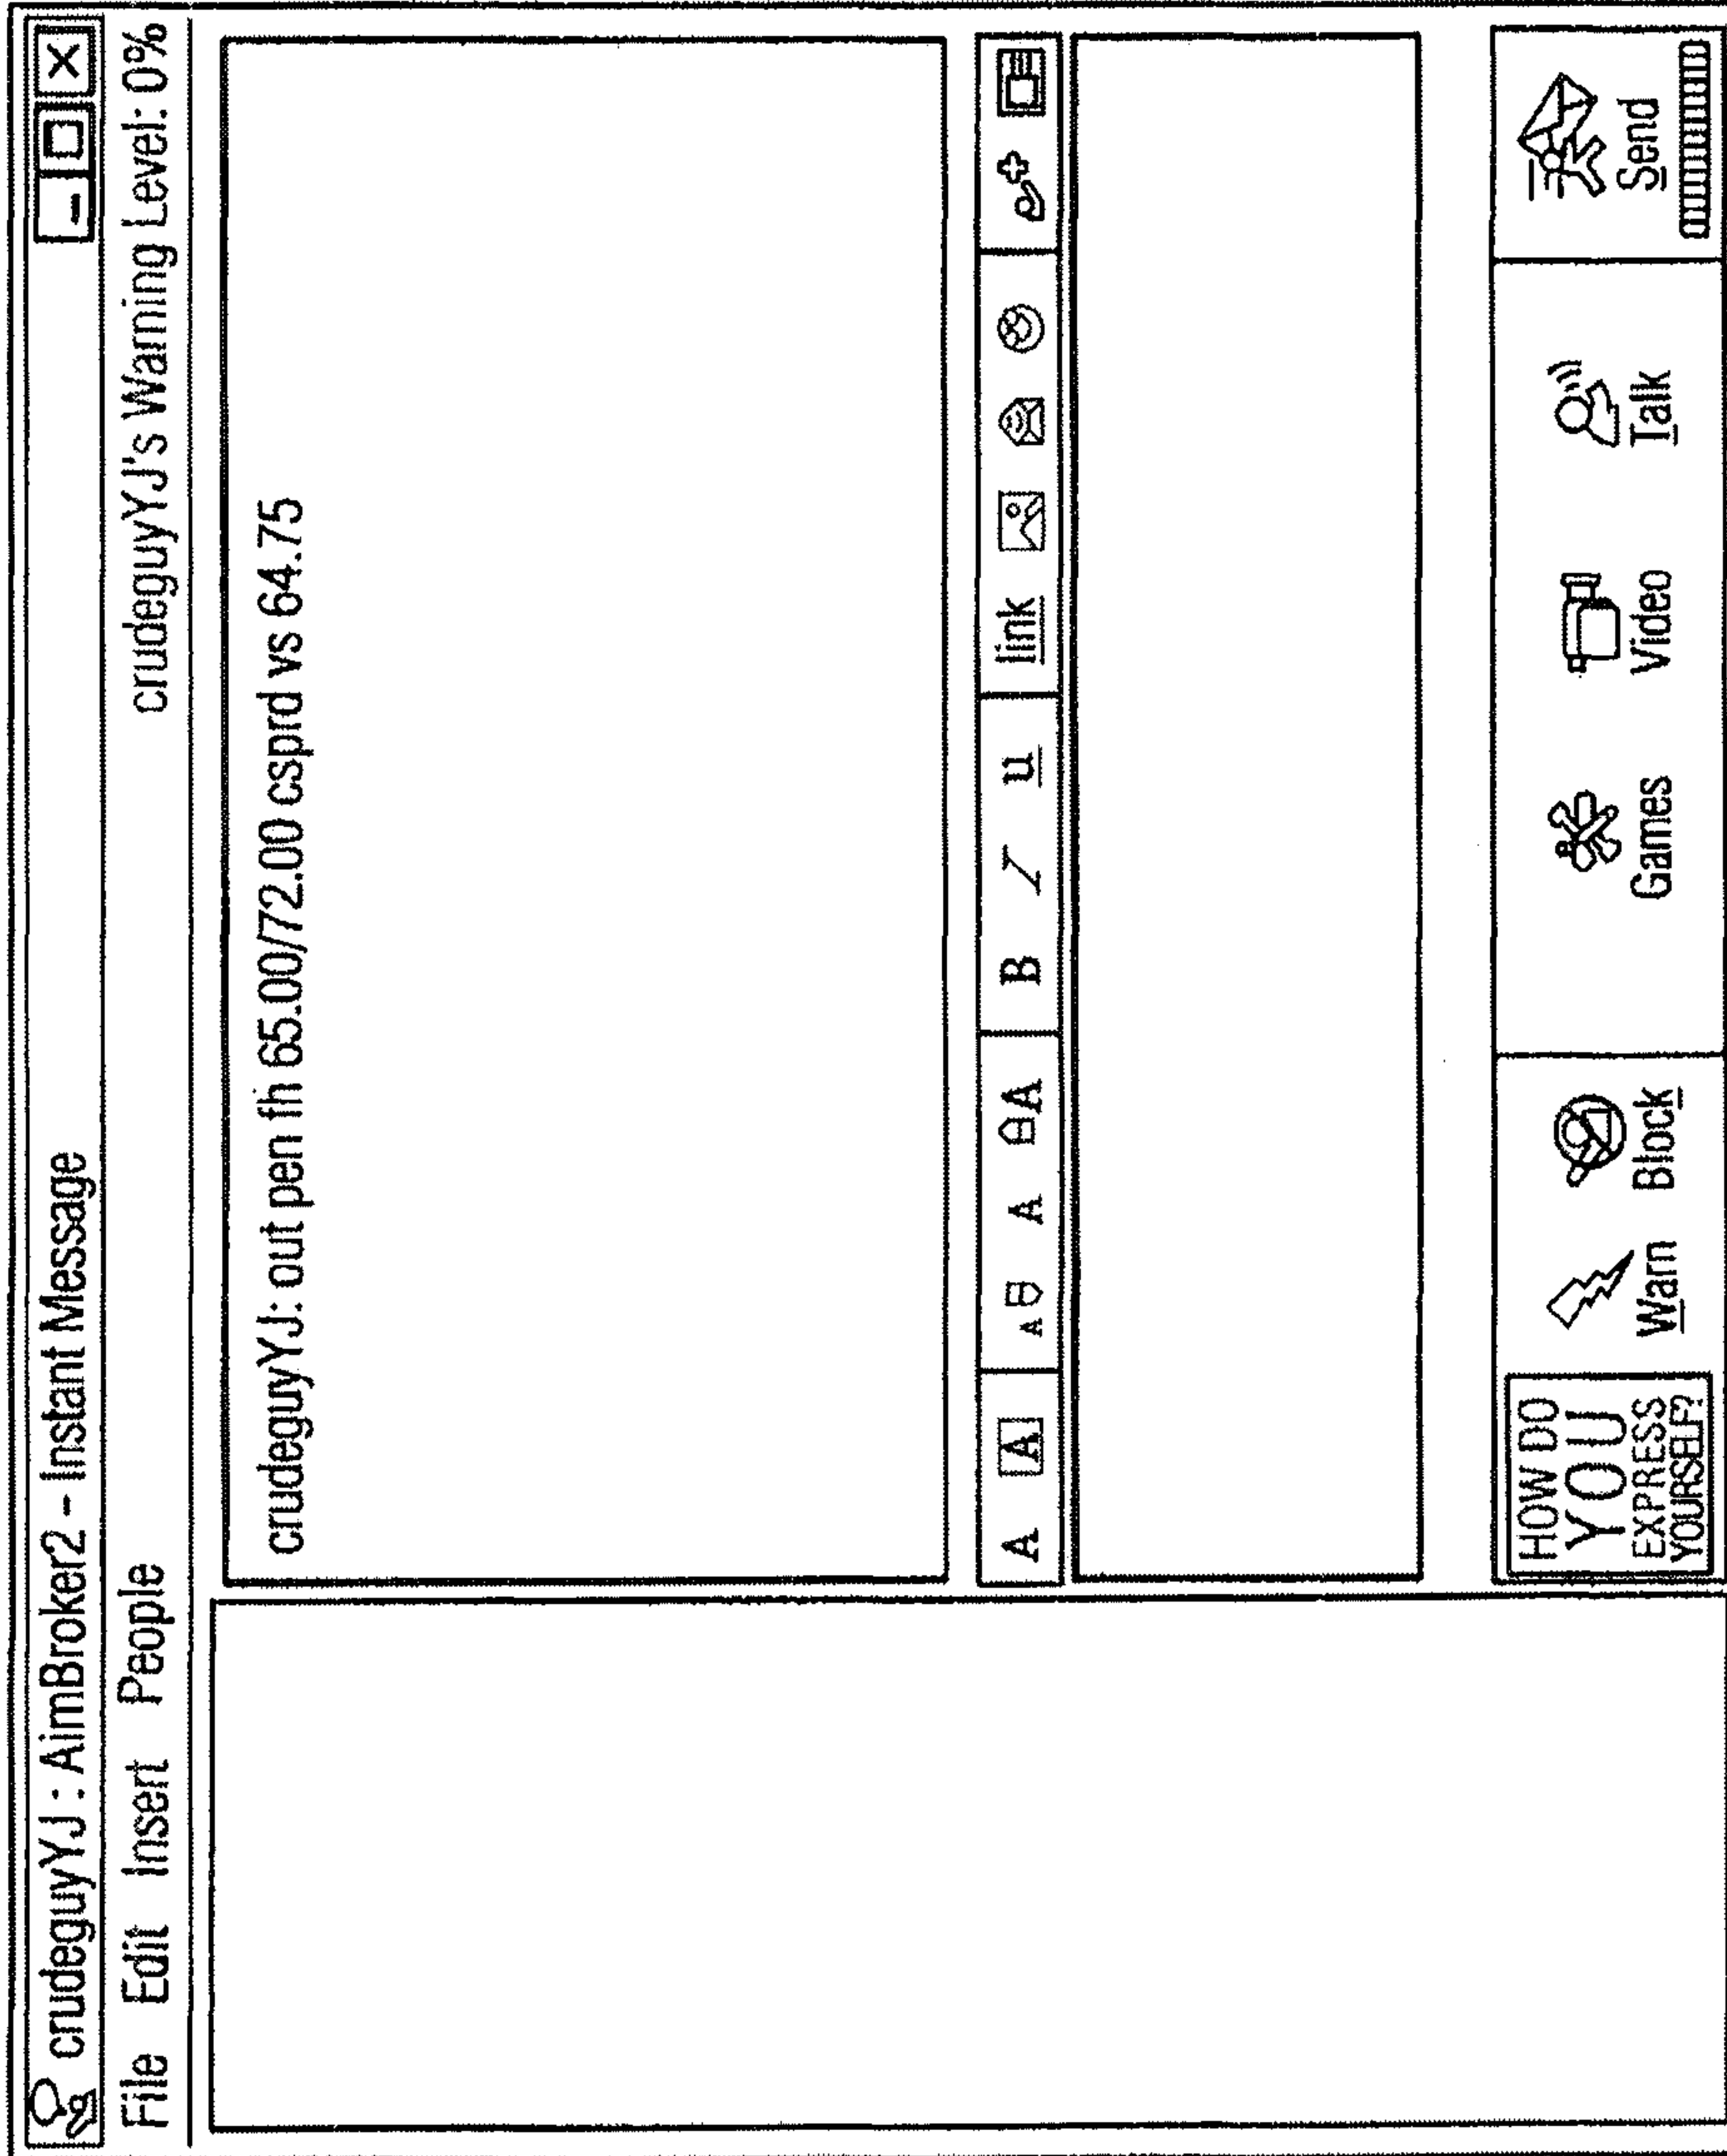 crudeguyYJ : AimBroker2 - Instant Message
File Edit Insert People
crudeguyYJ's Warning Level: 0%
crudeguyYJ: out pen fh 65.00/72.00 csprd vs 64.75
A A A A A B I u link
HOW DO
YOU
EXPRESS
YOURSELF?
Warn Block Games Video Talk Send